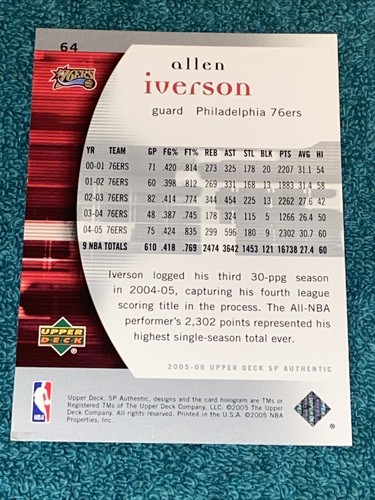 64
76ERS
allen
iverson
guard Philadelphia 76ers
YR TEAM GP FG% FT% REB AST STL BLK PTS AVG HI
00-01 76ERS 71 .420 .814 273 325 178 20 2207 31.1 54
01-02 76ERS 60 .398 .812 269 331 168 13 1883 31.4 58
02-03 76ERS 82 .414 .774 344 454 225 13 2262 27.6 42
03-04 76ERS 48 .387 .745 178 324 115 5 1266 26.4 50
04-05 76ERS 75 .424 .835 299 596 180 9 2302 30.7 60
9 NBA TOTALS 610 .418 .769 2474 3642 1453 121 16738 27.4 60
Iverson logged his third 30-ppg season
in 2004-05, capturing his fourth league
scoring title in the process. The All-NBA
performer's 2,302 points represented his
highest single-season total ever.
UPPER
DECK
2005-06 UPPER DECK SP AUTHENTIC
NBA
Upper Deck, SP Authentic, designs and the card hologram are TMs or
Registered TMs of The Upper Deck Company, LLC. ©2005 The Upper
Deck Company. All rights reserved. Printed in the U.S.A. ©2005 NBA
Properties, Inc.
®